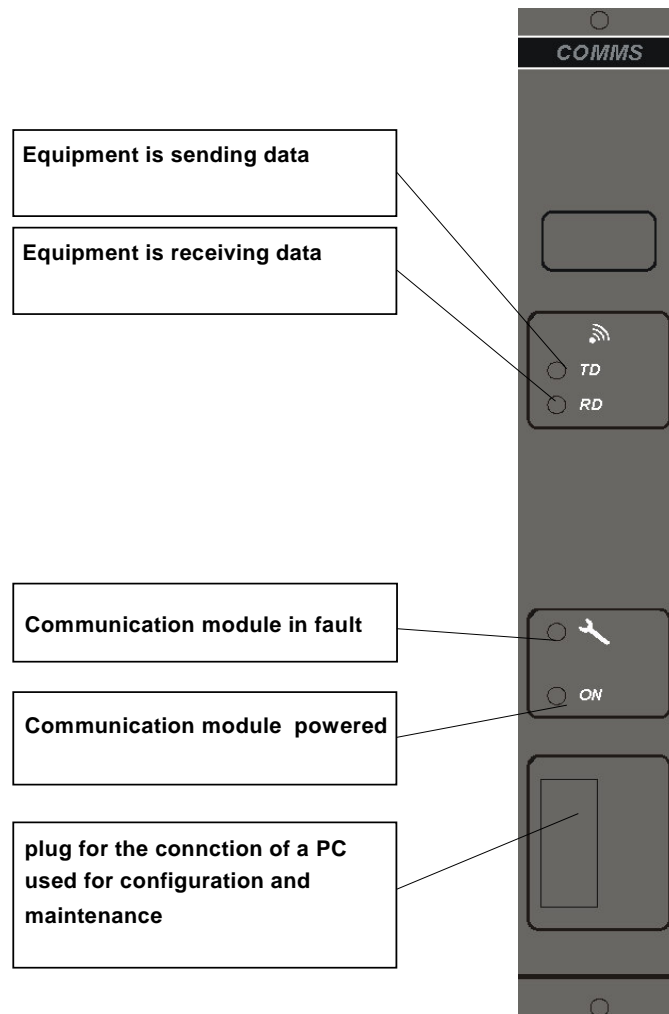 COMMS
Equipment is sending data
Equipment is receiving data
TD
RD
Communication module in fault
Communication module powered
ON
plug for the connction of a PC
used for configuration and
maintenance